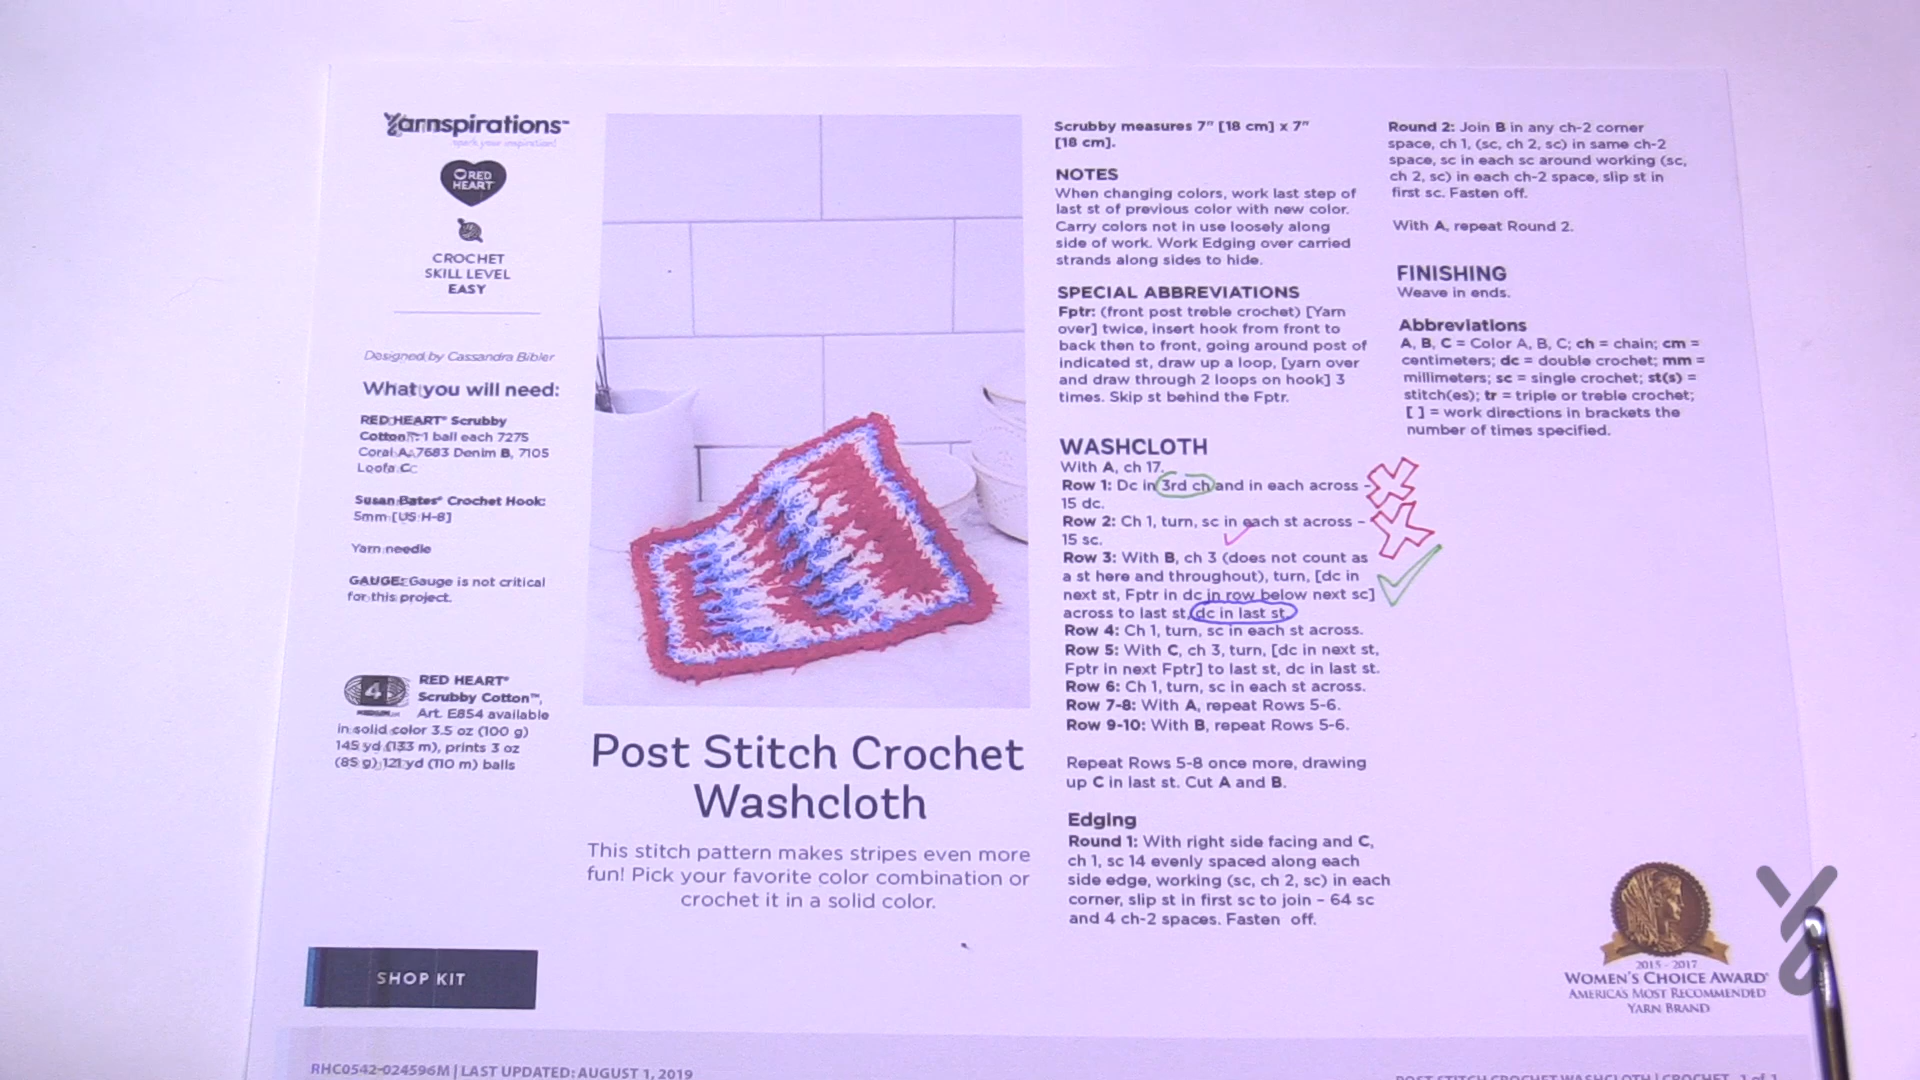 Yarnspirations™
spark your inspiration!
RED
HEART
CROCHET
SKILL LEVEL
EASY
Designed by Cassandra Bibler
What you will need:
RED HEART® Scrubby
Cotton™: 1 ball each 7275
Coral A, 7683 Denim B, 7105
Loofa C
Susan Bates® Crochet Hook:
5mm [US H-8]
Yarn needle
GAUGE: Gauge is not critical
for this project.
4
RED HEART®
Scrubby Cotton™,
Art. E854 available
in solid color 3.5 oz (100 g)
145 yd (133 m), prints 3 oz
(85 g) 121 yd (110 m) balls
SHOP KIT
Post Stitch Crochet
Washcloth
This stitch pattern makes stripes even more
fun! Pick your favorite color combination or
crochet it in a solid color.
Scrubby measures 7" [18 cm] x 7"
[18 cm].
NOTES
When changing colors, work last step of
last st of previous color with new color.
Carry colors not in use loosely along
side of work. Work Edging over carried
strands along sides to hide.
SPECIAL ABBREVIATIONS
Fptr: (front post treble crochet) [Yarn
over] twice, insert hook from front to
back then to front, going around post of
indicated st, draw up a loop, [yarn over
and draw through 2 loops on hook] 3
times. Skip st behind the Fptr.
WASHCLOTH
With A, ch 17.
Row 1: Dc in 3rd ch and in each across –
15 dc.
Row 2: Ch 1, turn, sc in each st across –
15 sc.
Row 3: With B, ch 3 (does not count as
a st here and throughout), turn, [dc in
next st, Fptr in dc in row below next sc]
across to last st, dc in last st.
Row 4: Ch 1, turn, sc in each st across.
Row 5: With C, ch 3, turn, [dc in next st,
Fptr in next Fptr] to last st, dc in last st.
Row 6: Ch 1, turn, sc in each st across.
Row 7-8: With A, repeat Rows 5-6.
Row 9-10: With B, repeat Rows 5-6.
Repeat Rows 5-8 once more, drawing
up C in last st. Cut A and B.
Edging
Round 1: With right side facing and C,
ch 1, sc 14 evenly spaced along each
side edge, working (sc, ch 2, sc) in each
corner, slip st in first sc to join – 64 sc
and 4 ch-2 spaces. Fasten off.
Round 2: Join B in any ch-2 corner
space, ch 1, (sc, ch 2, sc) in same ch-2
space, sc in each sc around working (sc,
ch 2, sc) in each ch-2 space, slip st in
first sc. Fasten off.
With A, repeat Round 2.
FINISHING
Weave in ends.
Abbreviations
A, B, C = Color A, B, C; ch = chain; cm =
centimeters; dc = double crochet; mm =
millimeters; sc = single crochet; st(s) =
stitch(es); tr = triple or treble crochet;
[ ] = work directions in brackets the
number of times specified.
2015 - 2017
WOMEN'S CHOICE AWARD®
AMERICA'S MOST RECOMMENDED
YARN BRAND
RHC0542-024596M | LAST UPDATED: AUGUST 1, 2019
POST STITCH CROCHET WASHCLOTH | CROCHET 1 of 1